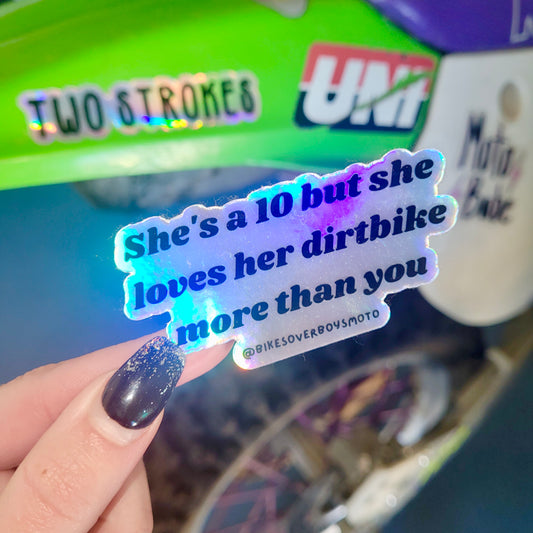 TWO STROKES
UNI
Moto
Babe
She's a 10 but she
loves her dirtbike
more than you
@BIKESOVERBOYSMOTO